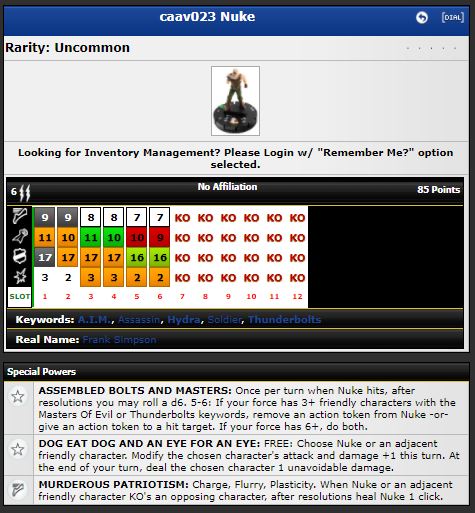 caav023 Nuke
[DIAL]
Rarity: Uncommon
Looking for Inventory Management? Please Login w/ "Remember Me?" option
selected.
6 No Affiliation 85 Points
9 9 8 8 7 7 KO KO KO KO KO KO
11 10 11 10 10 9 KO KO KO KO KO KO
17 17 17 17 16 16 KO KO KO KO KO KO
3 2 3 3 2 2 KO KO KO KO KO KO
SLOT 1 2 3 4 5 6 7 8 9 10 11 12
Keywords: A.I.M., Assassin, Hydra, Soldier, Thunderbolts
Real Name: Frank Simpson
Special Powers
ASSEMBLED BOLTS AND MASTERS: Once per turn when Nuke hits, after
resolutions you may roll a d6. 5-6: If your force has 3+ friendly characters with the
Masters Of Evil or Thunderbolts keywords, remove an action token from Nuke -or-
give an action token to a hit target. If your force has 6+, do both.
DOG EAT DOG AND AN EYE FOR AN EYE: FREE: Choose Nuke or an adjacent
friendly character. Modify the chosen character's attack and damage +1 this turn. At
the end of your turn, deal the chosen character 1 unavoidable damage.
MURDEROUS PATRIOTISM: Charge, Flurry, Plasticity. When Nuke or an adjacent
friendly character KO's an opposing character, after resolutions heal Nuke 1 click.